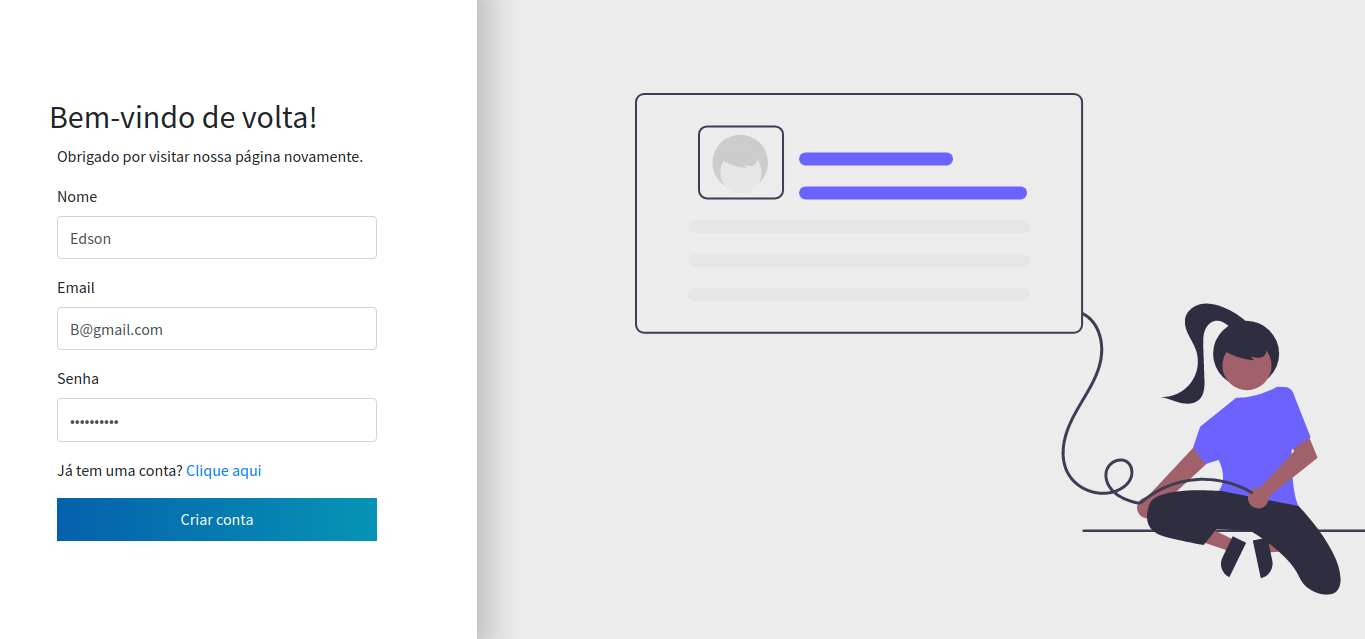 Bem-vindo de volta!
Obrigado por visitar nossa página novamente.
Nome
Edson
Email
B@gmail.com
Senha
••••••••••
Já tem uma conta? Clique aqui
Criar conta